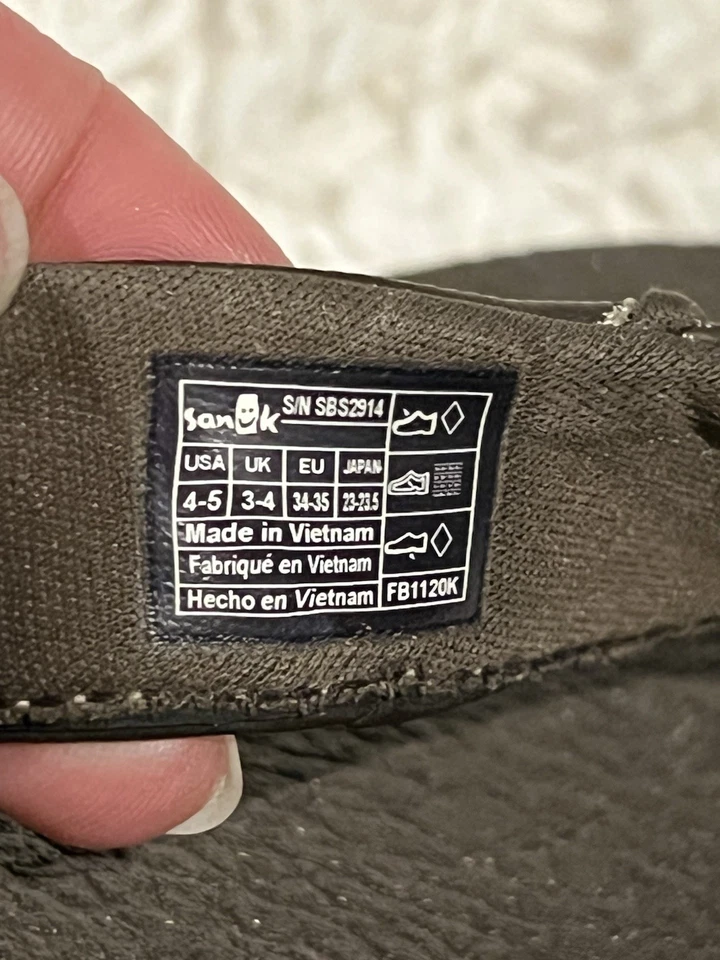 sanuk S/N SBS2914
USA UK EU JAPAN
4-5 3-4 34-35 23-23.5
Made in Vietnam
Fabriqué en Vietnam
Hecho en Vietnam
FB1120K